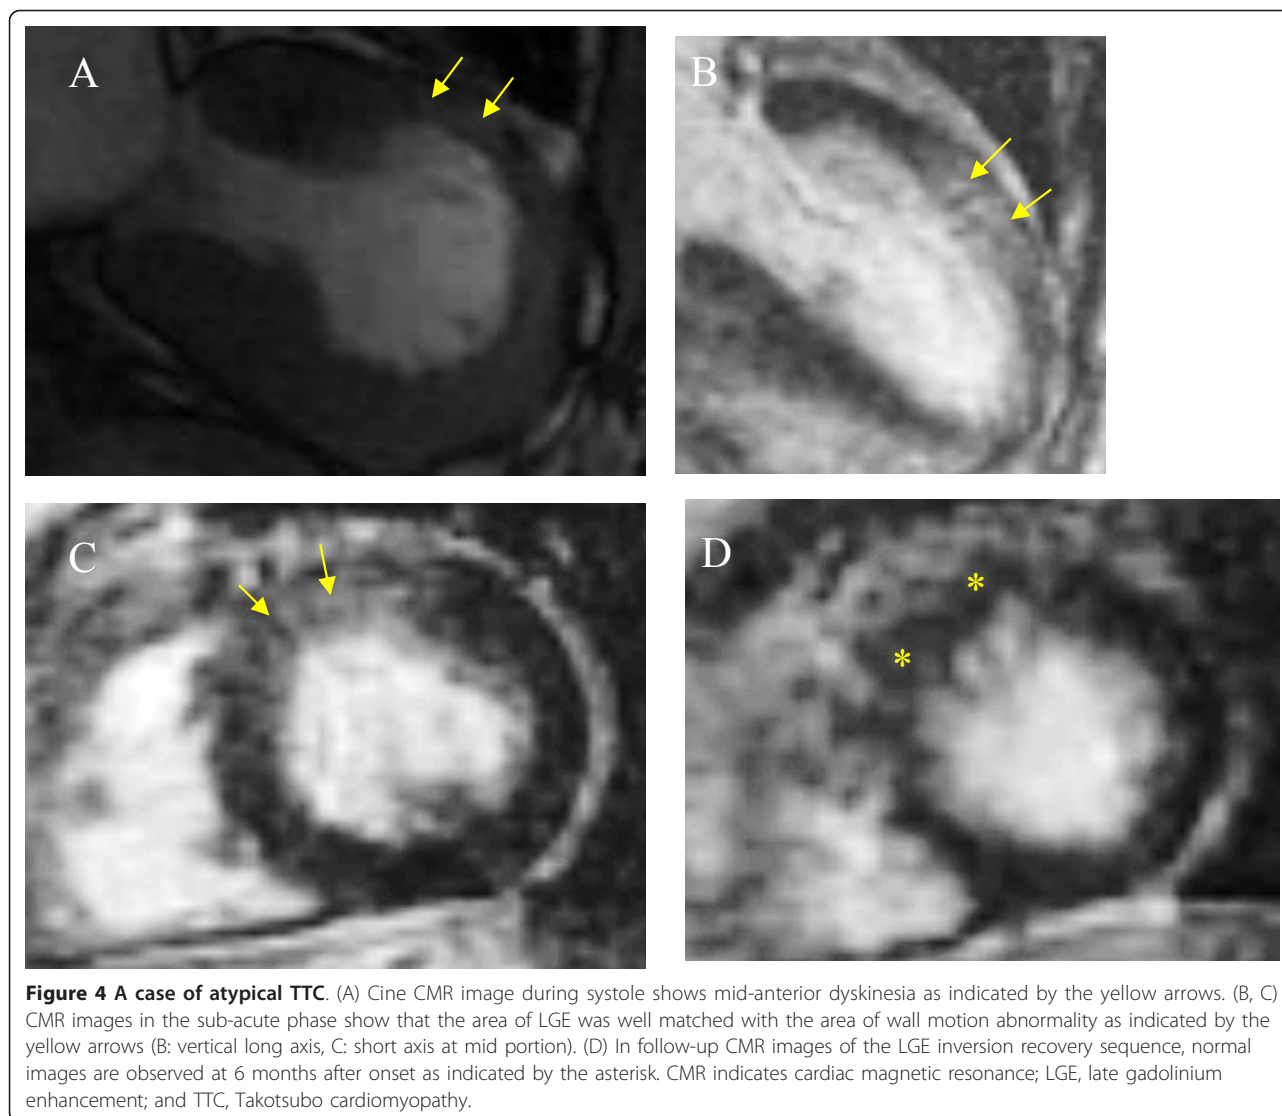 A
B
C
D
*
*
Figure 4 A case of atypical TTC. (A) Cine CMR image during systole shows mid-anterior dyskinesia as indicated by the yellow arrows. (B, C)
CMR images in the sub-acute phase show that the area of LGE was well matched with the area of wall motion abnormality as indicated by the
yellow arrows (B: vertical long axis, C: short axis at mid portion). (D) In follow-up CMR images of the LGE inversion recovery sequence, normal
images are observed at 6 months after onset as indicated by the asterisk. CMR indicates cardiac magnetic resonance; LGE, late gadolinium
enhancement; and TTC, Takotsubo cardiomyopathy.